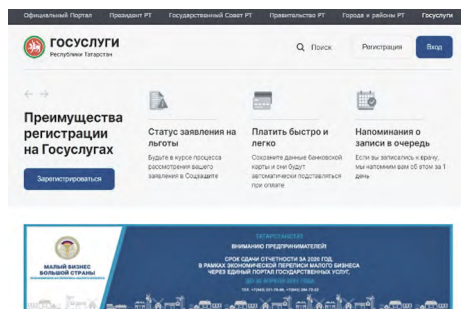 Официальный Портал Президент РТ Государственный Совет РТ Правительство РТ Города и районы РТ Госуслуги
ГОСУСЛУГИ
Республики Татарстан
Поиск
Регистрация
Вход
Преимущества
регистрации
на Госуслугах
Зарегистрироваться
Статус заявления на
льготы
Будьте в курсе процесса
рассмотрения вашего
заявления в Соцзащите
Платить быстро и
легко
Сохраните данные банковской
карты и они будут
автоматически подставляться
при оплате
Напоминания о
записи в очередь
Если вы записались к врачу,
мы напомним вам об этом за 1
день
МАЛЫЙ БИЗНЕС
БОЛЬШОЙ СТРАНЫ
ТАТАРСТАНСТАТ
ВНИМАНИЮ ПРЕДПРИНИМАТЕЛЕЙ!
СРОК СДАЧИ ОТЧЕТНОСТИ ЗА 2020 ГОД,
В РАМКАХ ЭКОНОМИЧЕСКОЙ ПЕРЕПИСИ МАЛОГО БИЗНЕСА
ЧЕРЕЗ ЕДИНЫЙ ПОРТАЛ ГОСУДАРСТВЕННЫХ УСЛУГ,